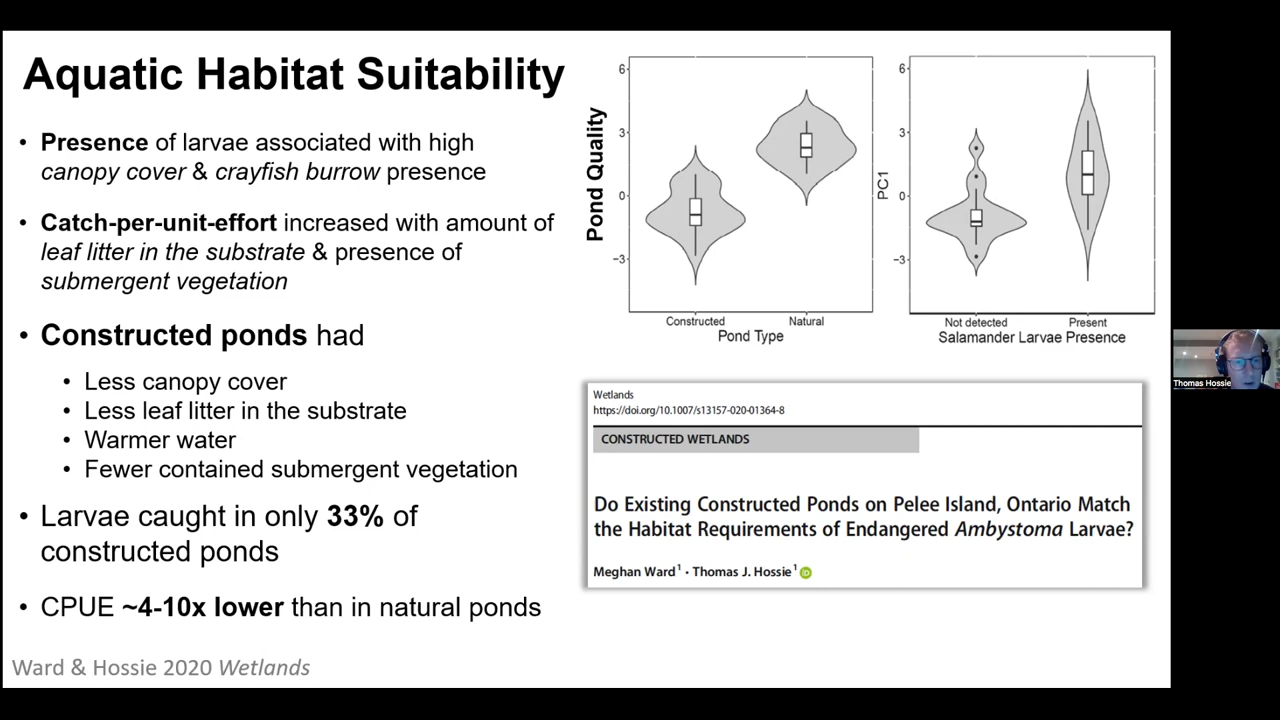 Aquatic Habitat Suitability
• Presence of larvae associated with high
canopy cover & crayfish burrow presence
• Catch-per-unit-effort increased with amount of
leaf litter in the substrate & presence of
submergent vegetation
• Constructed ponds had
• Less canopy cover
• Less leaf litter in the substrate
• Warmer water
• Fewer contained submergent vegetation
• Larvae caught in only 33% of
constructed ponds
• CPUE ~4-10x lower than in natural ponds
Ward & Hossie 2020 Wetlands
Pond Quality
6
3
0
−3
Constructed Natural
Pond Type
PC1
6
3
0
−3
Not detected Present
Salamander Larvae Presence
Wetlands
https://doi.org/10.1007/s13157-020-01364-8
CONSTRUCTED WETLANDS
Do Existing Constructed Ponds on Pelee Island, Ontario Match
the Habitat Requirements of Endangered Ambystoma Larvae?
Meghan Ward1 · Thomas J. Hossie1 iD
Thomas Hossie